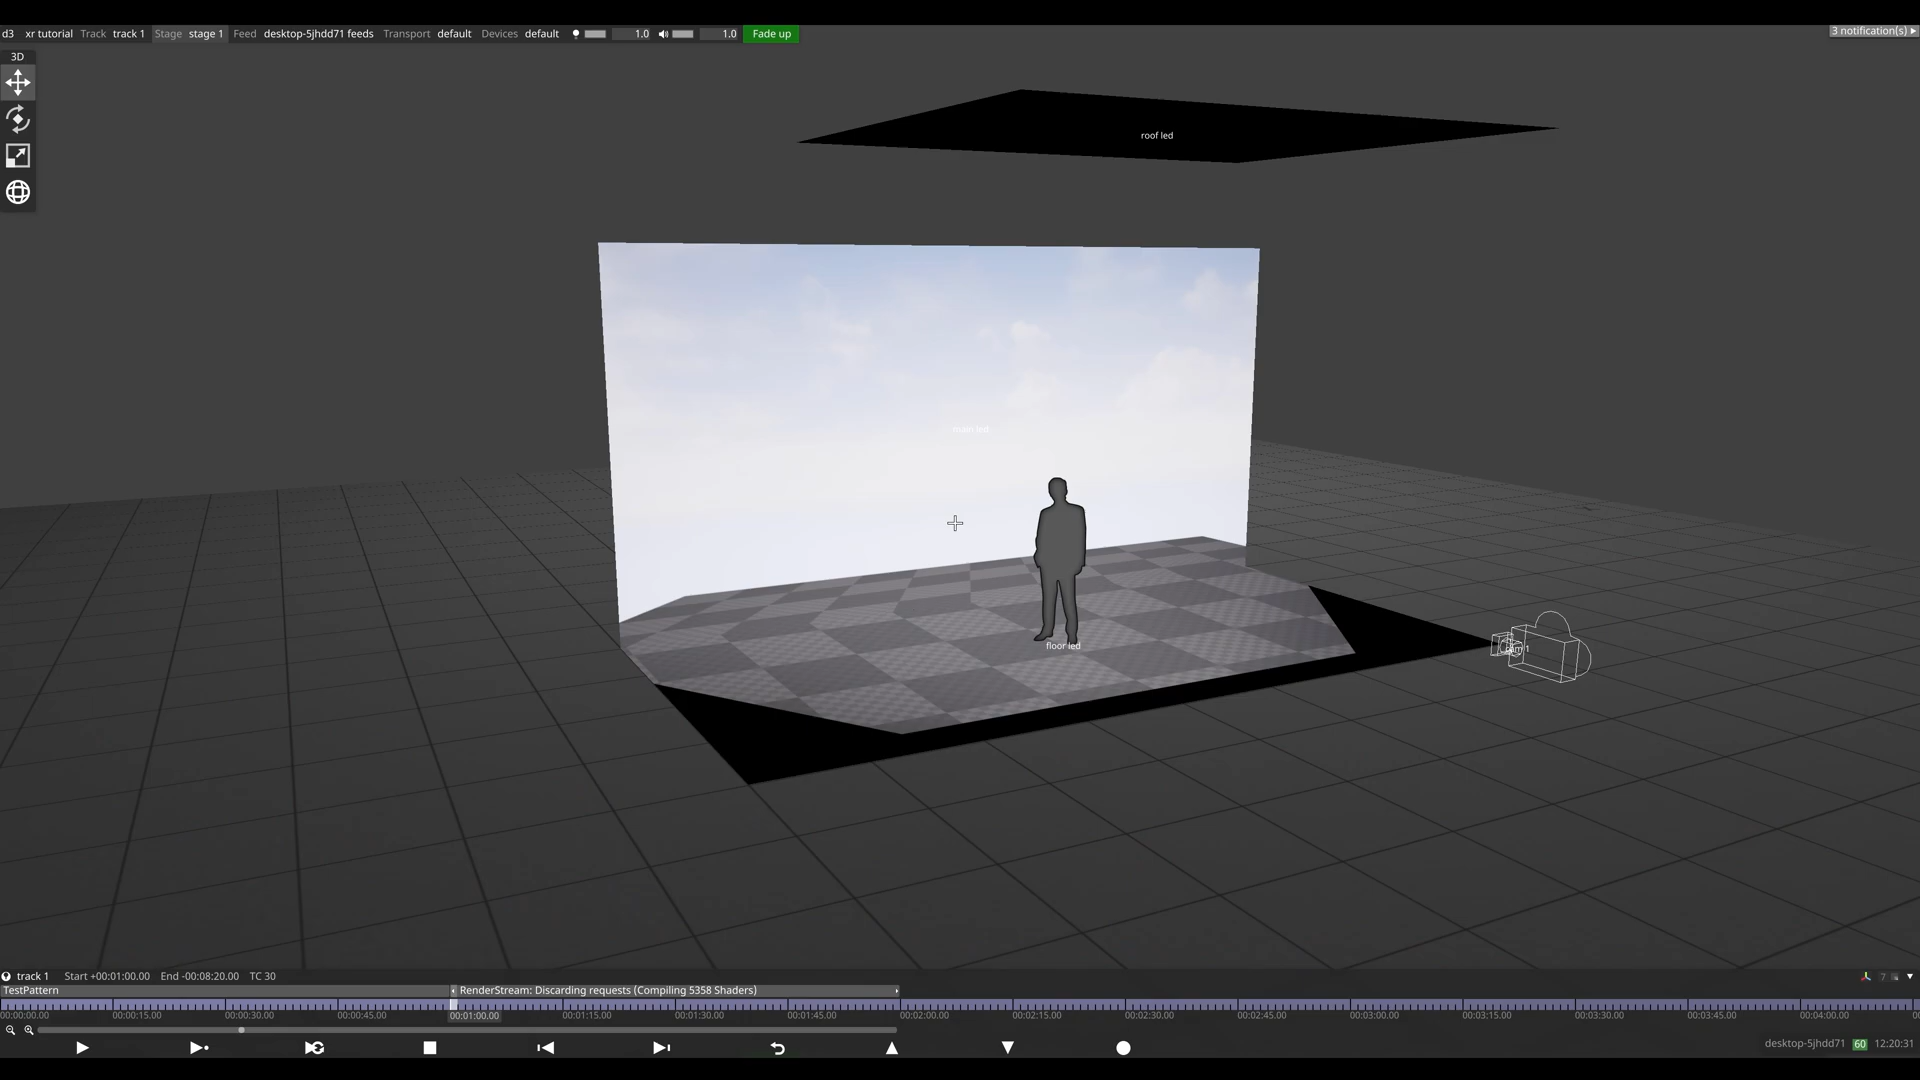 d3 xr tutorial Track track 1 Stage stage 1 Feed desktop-5jhdd71 feeds Transport default Devices default 1.0 1.0 Fade up 3 notification(s)
3D
roof led
main led
floor led
track 1 Start +00:01:00.00 End -00:08:20.00 TC 30 7
TestPattern RenderStream: Discarding requests (Compiling 5358 Shaders)
00:00:00.00 00:00:15.00 00:00:30.00 00:00:45.00 00:01:00.00 00:01:15.00 00:01:30.00 00:01:45.00 00:02:00.00 00:02:15.00 00:02:30.00 00:02:45.00 00:03:00.00 00:03:15.00 00:03:30.00 00:03:45.00 00:04:00.00
desktop-5jhdd71 60 12:20:31